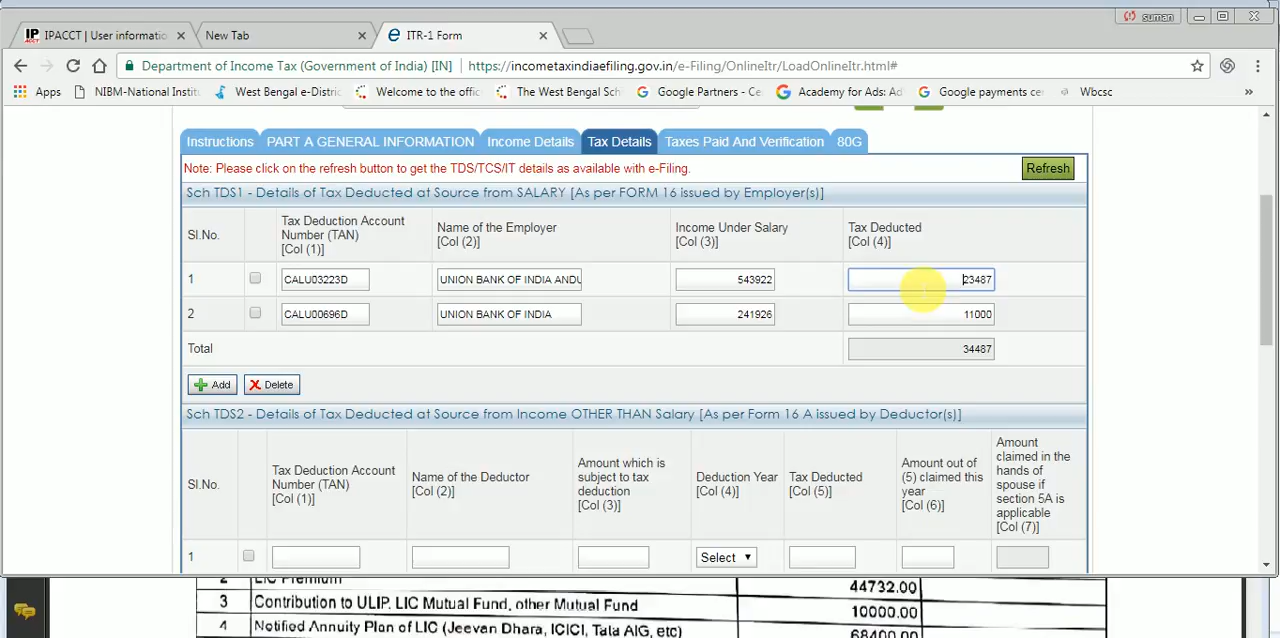 suman
IPACCT | User informatio
New Tab
ITR-1 Form
Department of Income Tax (Government of India) [IN] | https://incometaxindiaefiling.gov.in/e-Filing/OnlineItr/LoadOnlineItr.html#
Apps NIBM-National Instit West Bengal e-Distric Welcome to the offic The West Bengal Sch Google Partners - Ce Academy for Ads: Ad Google payments ce Wbcsc »
Instructions PART A GENERAL INFORMATION Income Details Tax Details Taxes Paid And Verification 80G
Note: Please click on the refresh button to get the TDS/TCS/IT details as available with e-Filing. Refresh
Sch TDS1 - Details of Tax Deducted at Source from SALARY [As per FORM 16 issued by Employer(s)]
Sl.No.
Tax Deduction Account
Number (TAN)
[Col (1)]
Name of the Employer
[Col (2)]
Income Under Salary
[Col (3)]
Tax Deducted
[Col (4)]
1 CALU03223D UNION BANK OF INDIA ANDU 543922 23487
2 CALU00696D UNION BANK OF INDIA 241926 11000
Total 34487
Add Delete
Sch TDS2 - Details of Tax Deducted at Source from Income OTHER THAN Salary [As per Form 16 A issued by Deductor(s)]
Sl.No.
Tax Deduction Account
Number (TAN)
[Col (1)]
Name of the Deductor
[Col (2)]
Amount which is
subject to tax
deduction
[Col (3)]
Deduction Year
[Col (4)]
Tax Deducted
[Col (5)]
Amount out of
(5) claimed this
year
[Col (6)]
Amount
claimed in the
hands of
spouse if
section 5A is
applicable
[Col (7)]
1 Select
2 LIC Premium 44732.00
3 Contribution to ULIP, LIC Mutual Fund, other Mutual Fund 10000.00
4 Notified Annuity Plan of LIC (Jeevan Dhara, ICICI, Tata AIG, etc) 68400.00